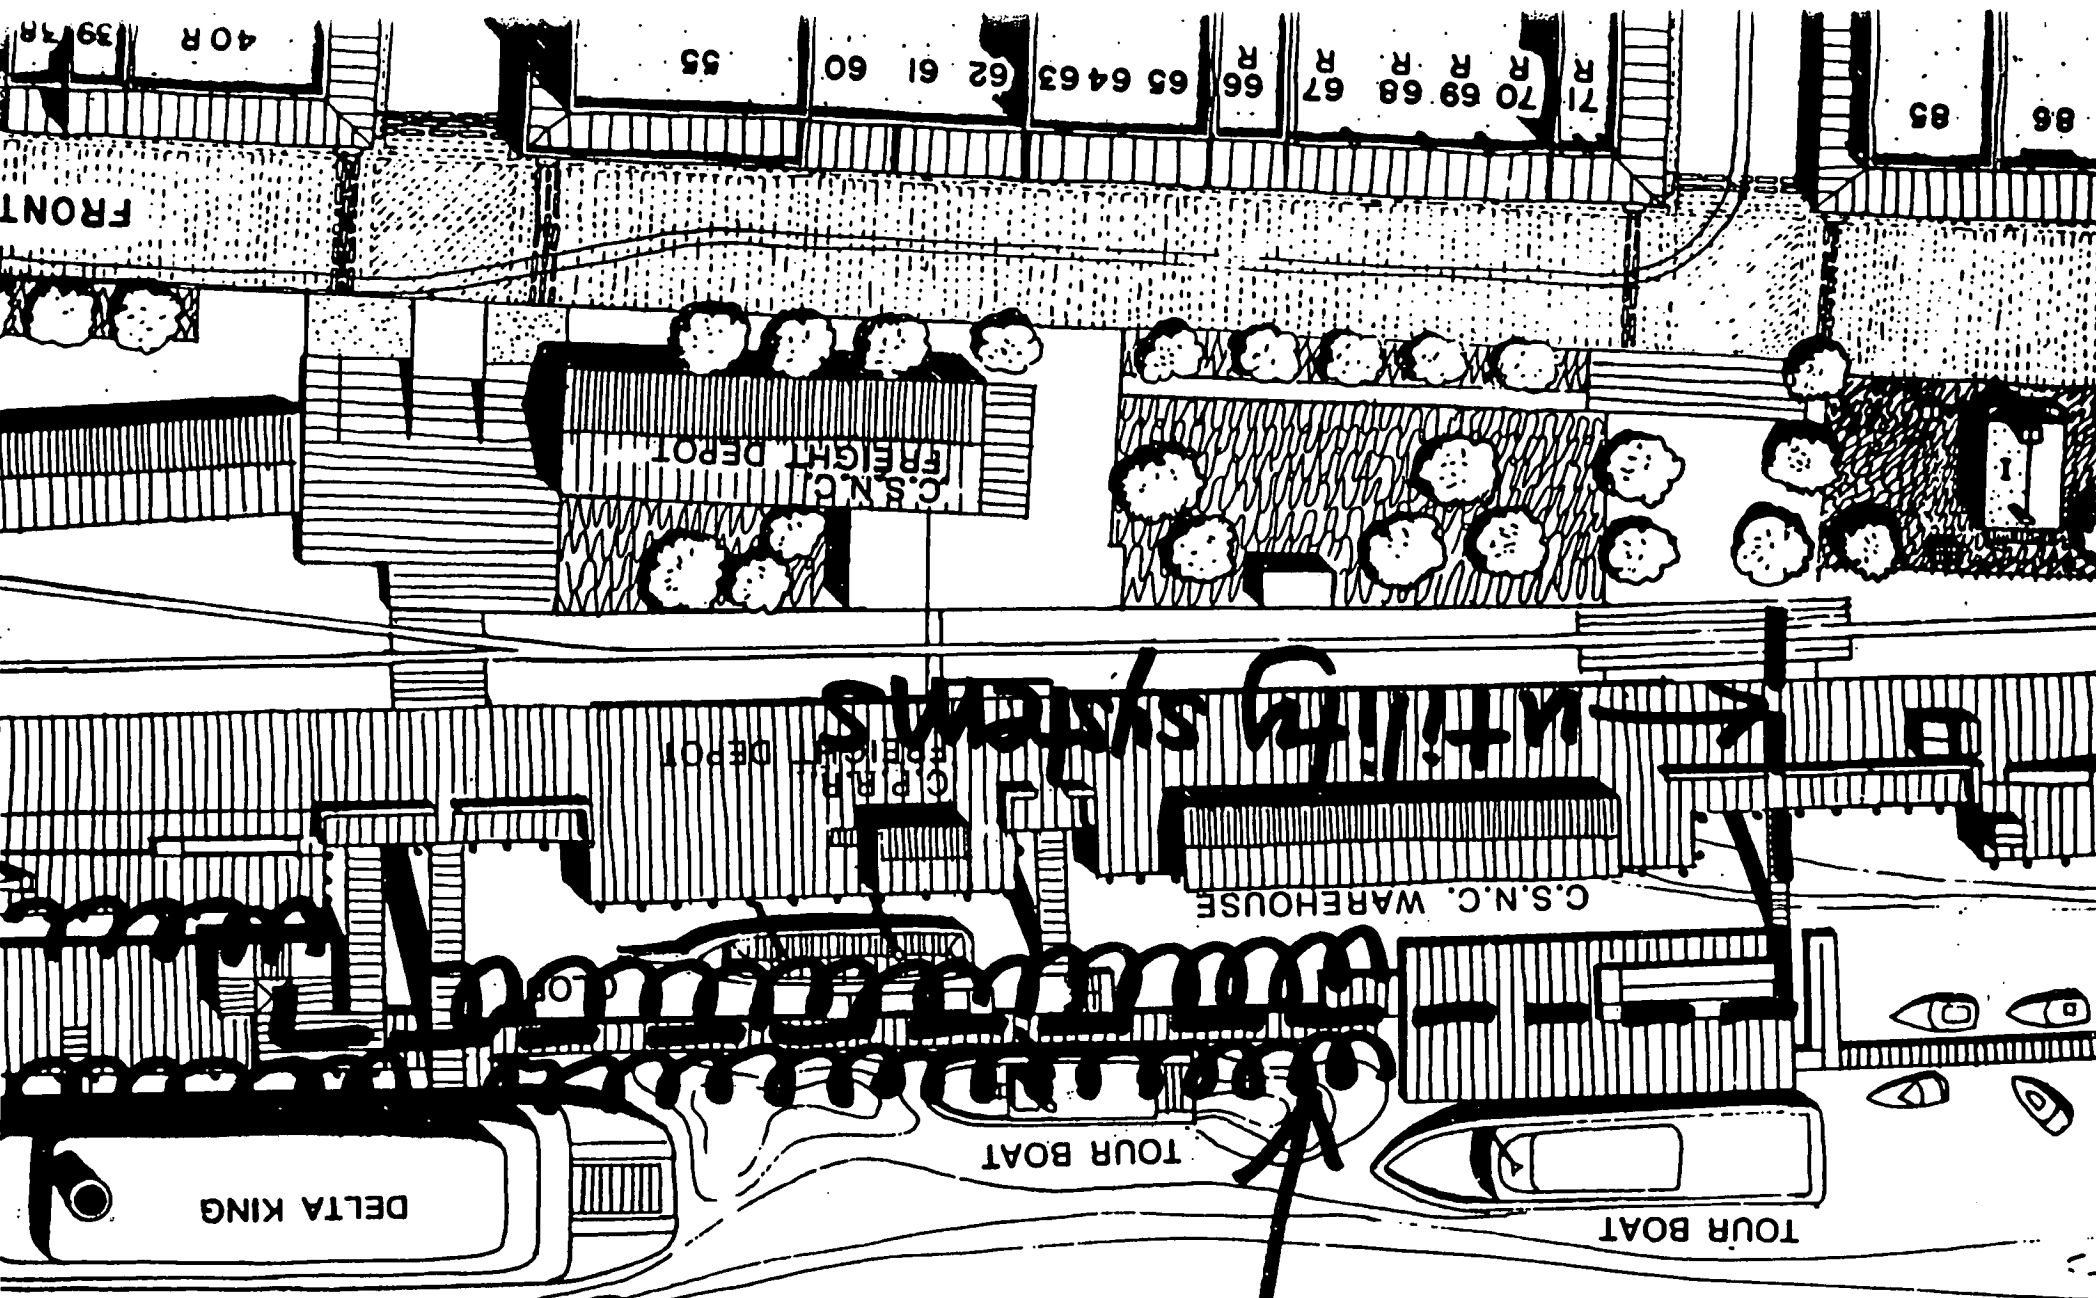 TOUR BOAT
DELTA KING
TOUR BOAT
C.S.N.C. WAREHOUSE
C.P.R.R.
FREIGHT DEPOT
utility systems
C.S.N.C.
FREIGHT DEPOT
I
FRONT
86
85
71 R
70 R
69 R
68 R
67 R
66 R
65
64
63
62
61
60
55
40 R
39
38